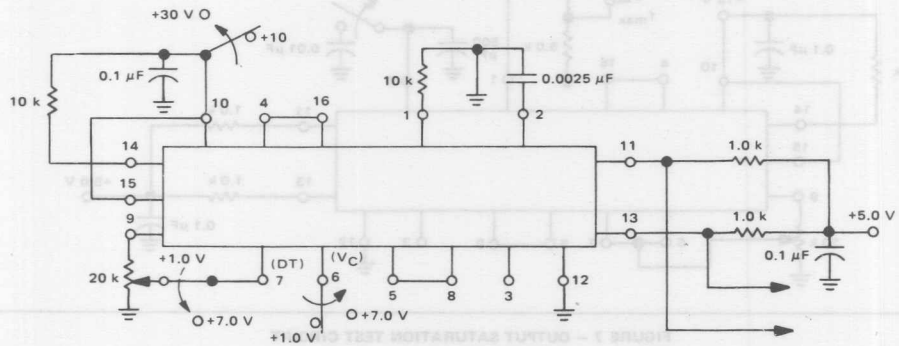 +30 V
+10
0.1 µF
10 k
10
4
16
10 k
0.0025 µF
1
2
14
15
9
11
13
1.0 k
1.0 k
+5.0 V
0.1 µF
+1.0 V
20 k
(DT)
7
(VC)
6
+7.0 V
+7.0 V
+1.0 V
5
8
3
12
FIGURE 7 – OUTPUT SATURATION TEST CIRCUIT